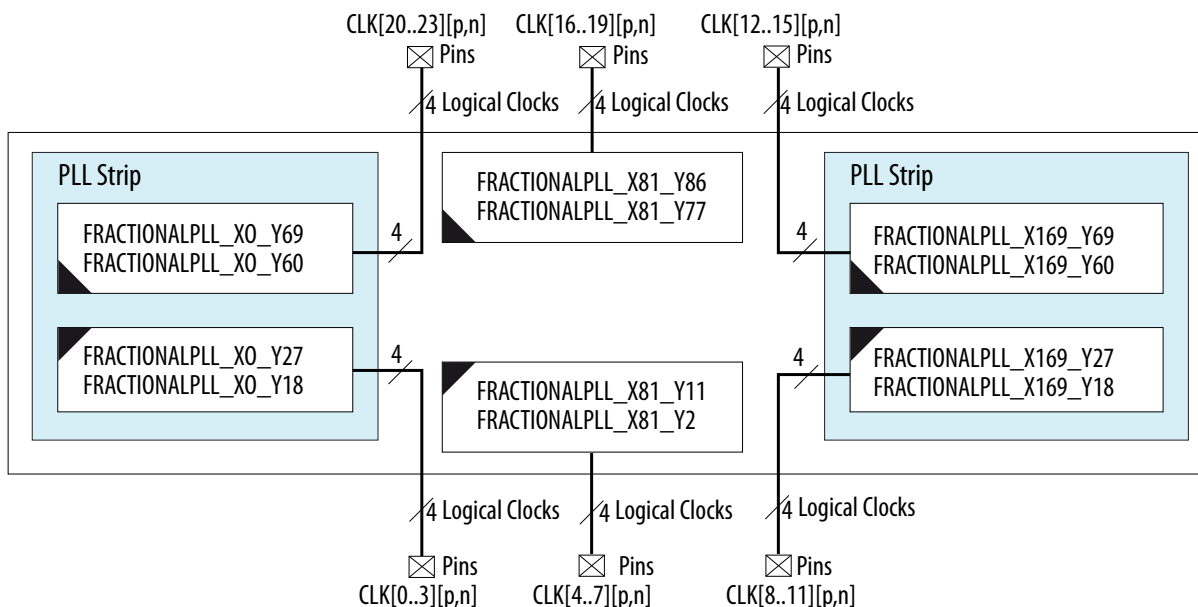 CLK[20..23][p,n]
CLK[16..19][p,n]
CLK[12..15][p,n]
Pins
Pins
Pins
4 Logical Clocks
4 Logical Clocks
4 Logical Clocks
PLL Strip
FRACTIONALPLL_X0_Y69
FRACTIONALPLL_X0_Y60
4
FRACTIONALPLL_X0_Y27
FRACTIONALPLL_X0_Y18
4
FRACTIONALPLL_X81_Y86
FRACTIONALPLL_X81_Y77
FRACTIONALPLL_X81_Y11
FRACTIONALPLL_X81_Y2
PLL Strip
4
FRACTIONALPLL_X169_Y69
FRACTIONALPLL_X169_Y60
4
FRACTIONALPLL_X169_Y27
FRACTIONALPLL_X169_Y18
4 Logical Clocks
4 Logical Clocks
4 Logical Clocks
Pins
Pins
Pins
CLK[0..3][p,n]
CLK[4..7][p,n]
CLK[8..11][p,n]